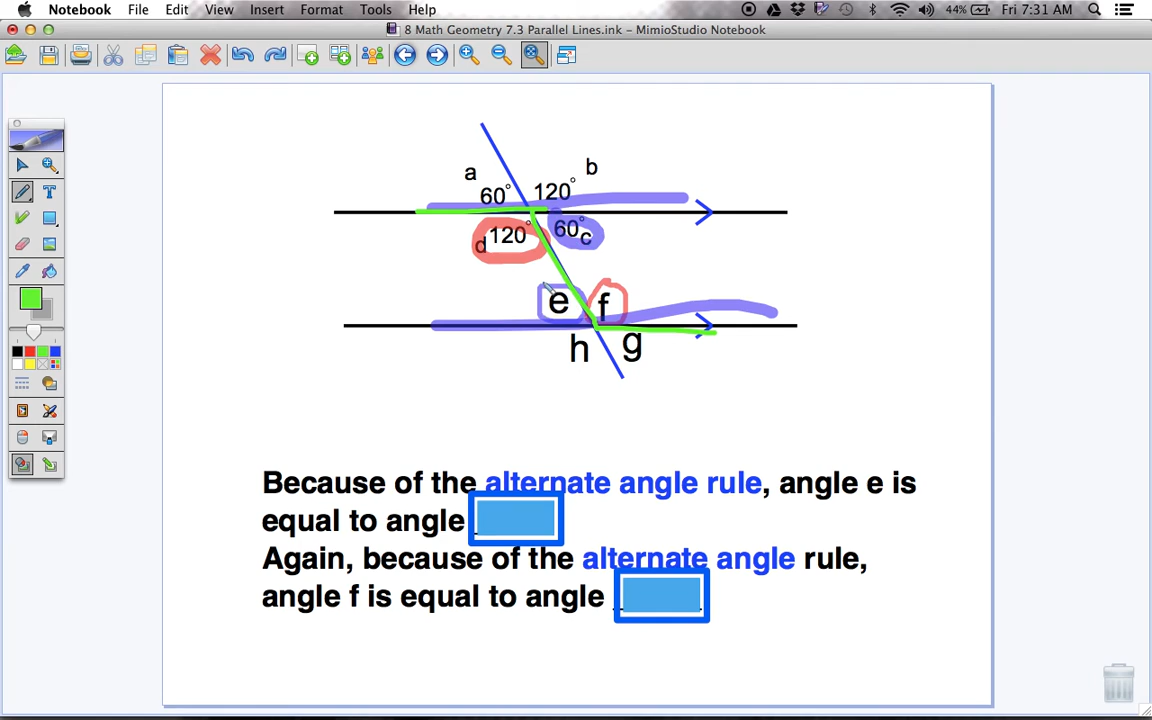 Notebook File Edit View Insert Format Tools Help 44% Fri 7:31 AM
8 Math Geometry 7.3 Parallel Lines.ink - MimioStudio Notebook
a b
60° 120°
d 120° 60° c
e f
h g
Because of the alternate angle rule, angle e is
equal to angle
Again, because of the alternate angle rule,
angle f is equal to angle